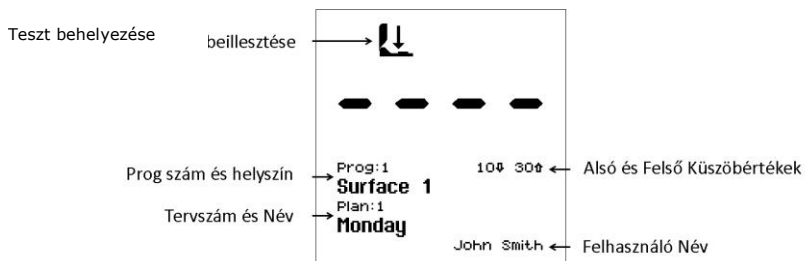 Teszt behelyezése
beillesztése
Prog szám és helyszín
Prog:1
10⇩ 30⇧
Alsó és Felső Küszöbértékek
Surface 1
Tervszám és Név
Plan:1
Monday
John Smith
Felhasználó Név